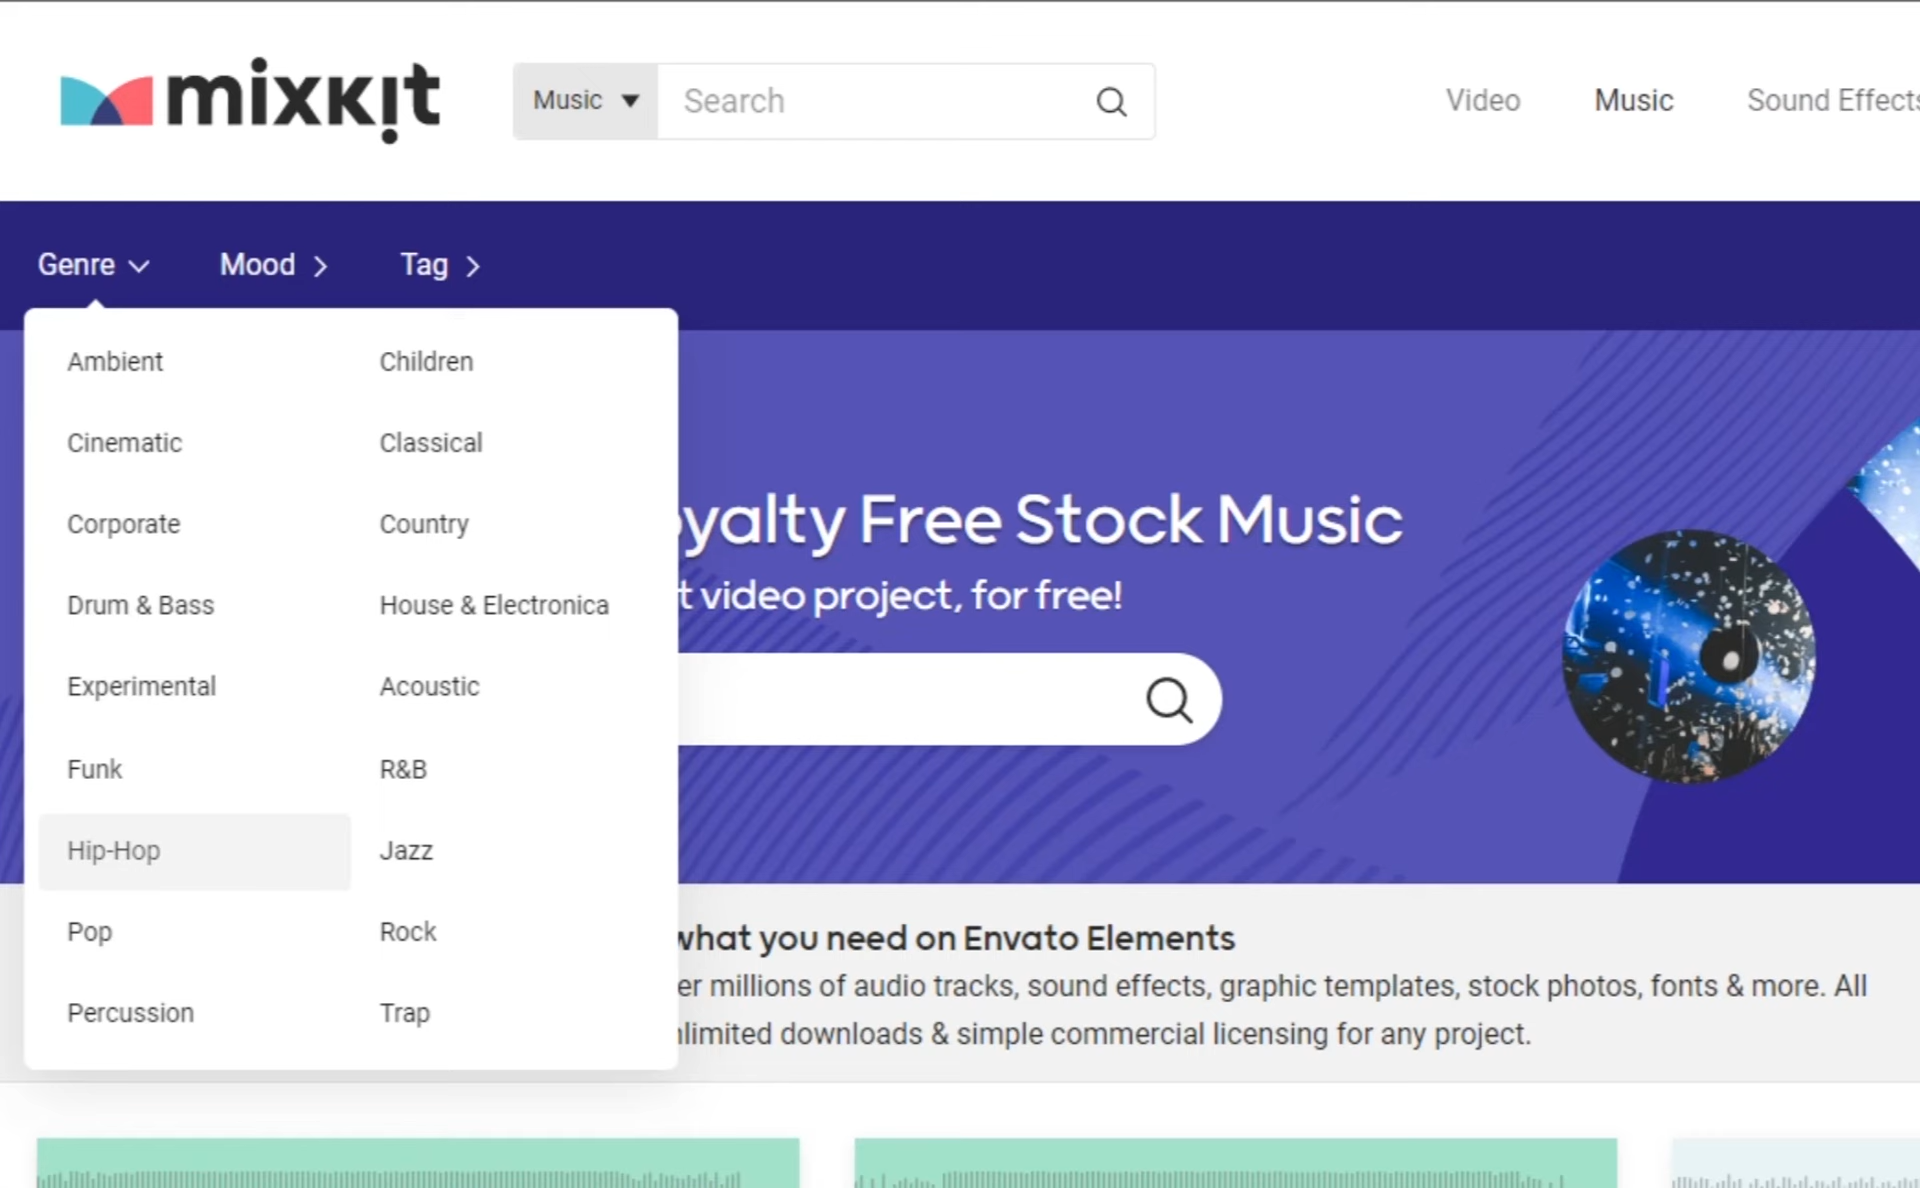 mixkit
Music
Search
Video
Music
Sound Effects
Genre
Mood
Tag
Ambient
Children
Cinematic
Classical
Corporate
Country
Drum & Bass
House & Electronica
Experimental
Acoustic
Funk
R&B
Hip-Hop
Jazz
Pop
Rock
Percussion
Trap
oyalty Free Stock Music
t video project, for free!
what you need on Envato Elements
er millions of audio tracks, sound effects, graphic templates, stock photos, fonts & more. All
nlimited downloads & simple commercial licensing for any project.